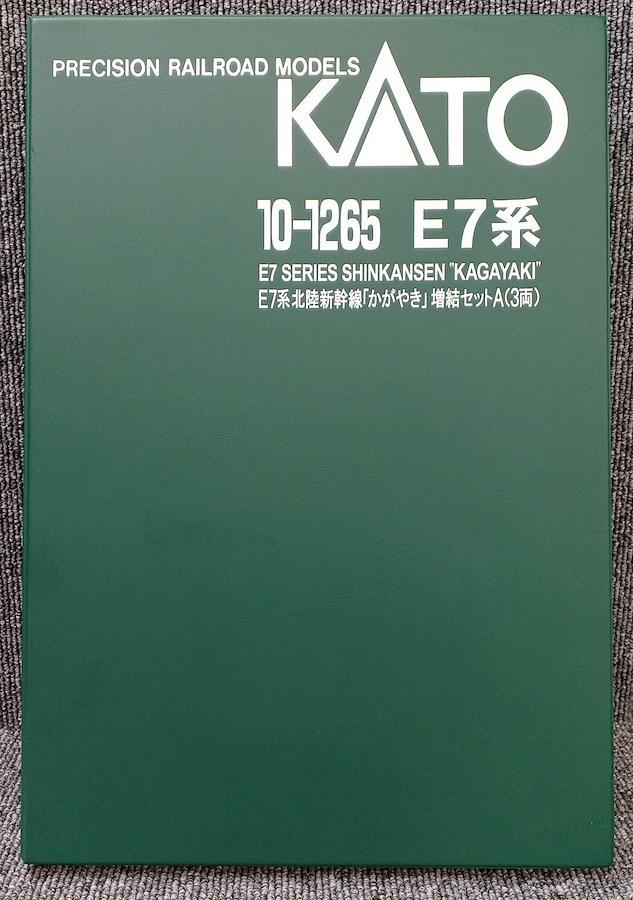 PRECISION RAILROAD MODELS
KATO
10-1265 E7系
E7 SERIES SHINKANSEN "KAGAYAKI"
E7系北陸新幹線「かがやき」増結セットA(3両)